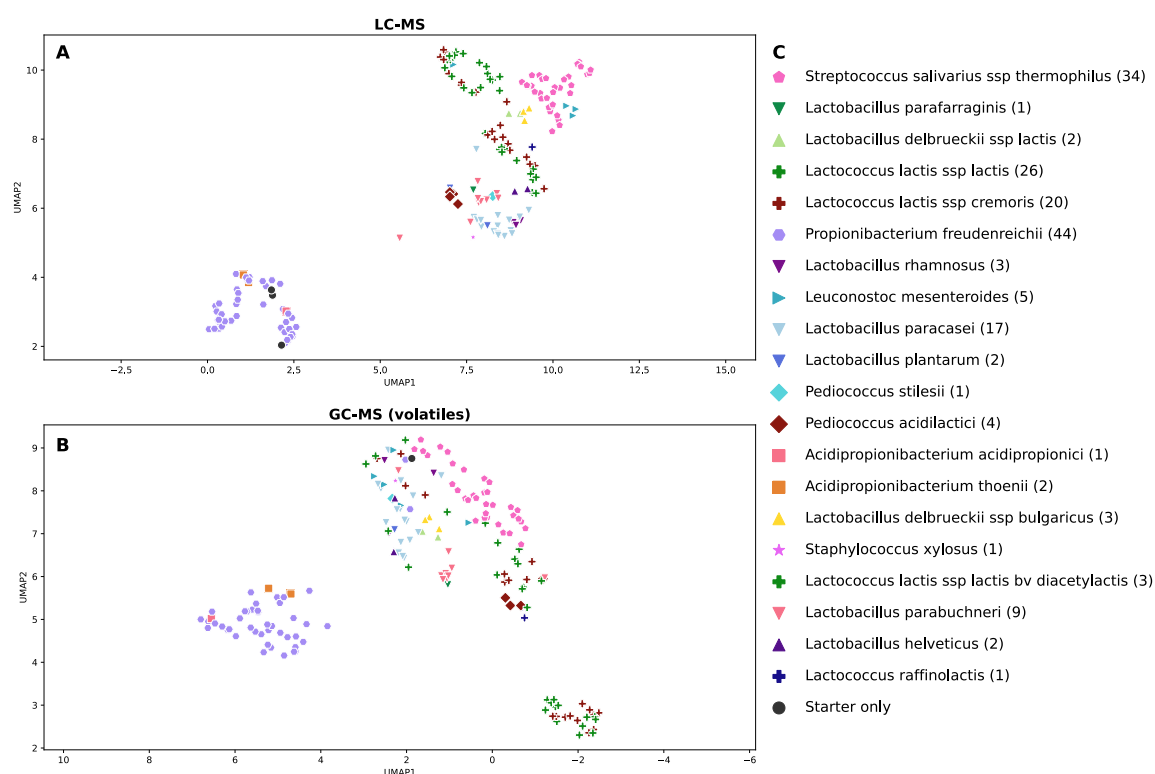 LC-MS
A
10
8
6
4
2
UMAP2
−2.5
0.0
2.5
5.0
7.5
10.0
12.5
15.0
UMAP1
GC-MS (volatiles)
B
9
8
7
6
5
4
3
2
UMAP2
10
8
6
4
2
0
−2
−4
−6
UMAP1
C
Streptococcus salivarius ssp thermophilus (34)
Lactobacillus parafarraginis (1)
Lactobacillus delbrueckii ssp lactis (2)
Lactococcus lactis ssp lactis (26)
Lactococcus lactis ssp cremoris (20)
Propionibacterium freudenreichii (44)
Lactobacillus rhamnosus (3)
Leuconostoc mesenteroides (5)
Lactobacillus paracasei (17)
Lactobacillus plantarum (2)
Pediococcus stilesii (1)
Pediococcus acidilactici (4)
Acidipropionibacterium acidipropionici (1)
Acidipropionibacterium thoenii (2)
Lactobacillus delbrueckii ssp bulgaricus (3)
Staphylococcus xylosus (1)
Lactococcus lactis ssp lactis bv diacetylactis (3)
Lactobacillus parabuchneri (9)
Lactobacillus helveticus (2)
Lactococcus raffinolactis (1)
Starter only